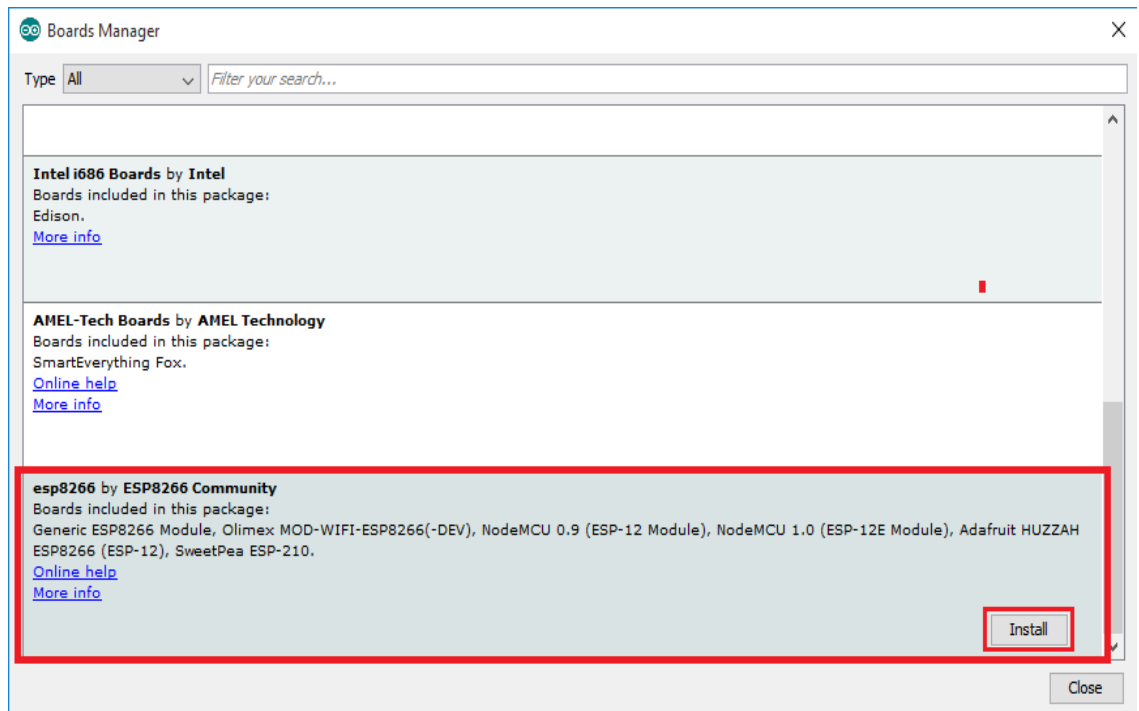 Boards Manager
Type All Filter your search...
Intel i686 Boards by Intel
Boards included in this package:
Edison.
More info
AMEL-Tech Boards by AMEL Technology
Boards included in this package:
SmartEverything Fox.
Online help
More info
esp8266 by ESP8266 Community
Boards included in this package:
Generic ESP8266 Module, Olimex MOD-WIFI-ESP8266(-DEV), NodeMCU 0.9 (ESP-12 Module), NodeMCU 1.0 (ESP-12E Module), Adafruit HUZZAH
ESP8266 (ESP-12), SweetPea ESP-210.
Online help
More info
Install
Close